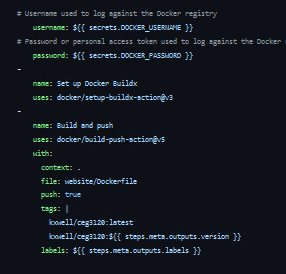 # Username used to log against the Docker registry
username: ${{ secrets.DOCKER_USERNAME }}
# Password or personal access token used to log against the Docker
password: ${{ secrets.DOCKER_PASSWORD }}
-
name: Set up Docker Buildx
uses: docker/setup-buildx-action@v3
-
name: Build and push
uses: docker/build-push-action@v5
with:
context: .
file: website/Dockerfile
push: true
tags: |
kxwell/ceg3120:latest
kxwell/ceg3120:${{ steps.meta.outputs.version }}
labels: ${{ steps.meta.outputs.labels }}